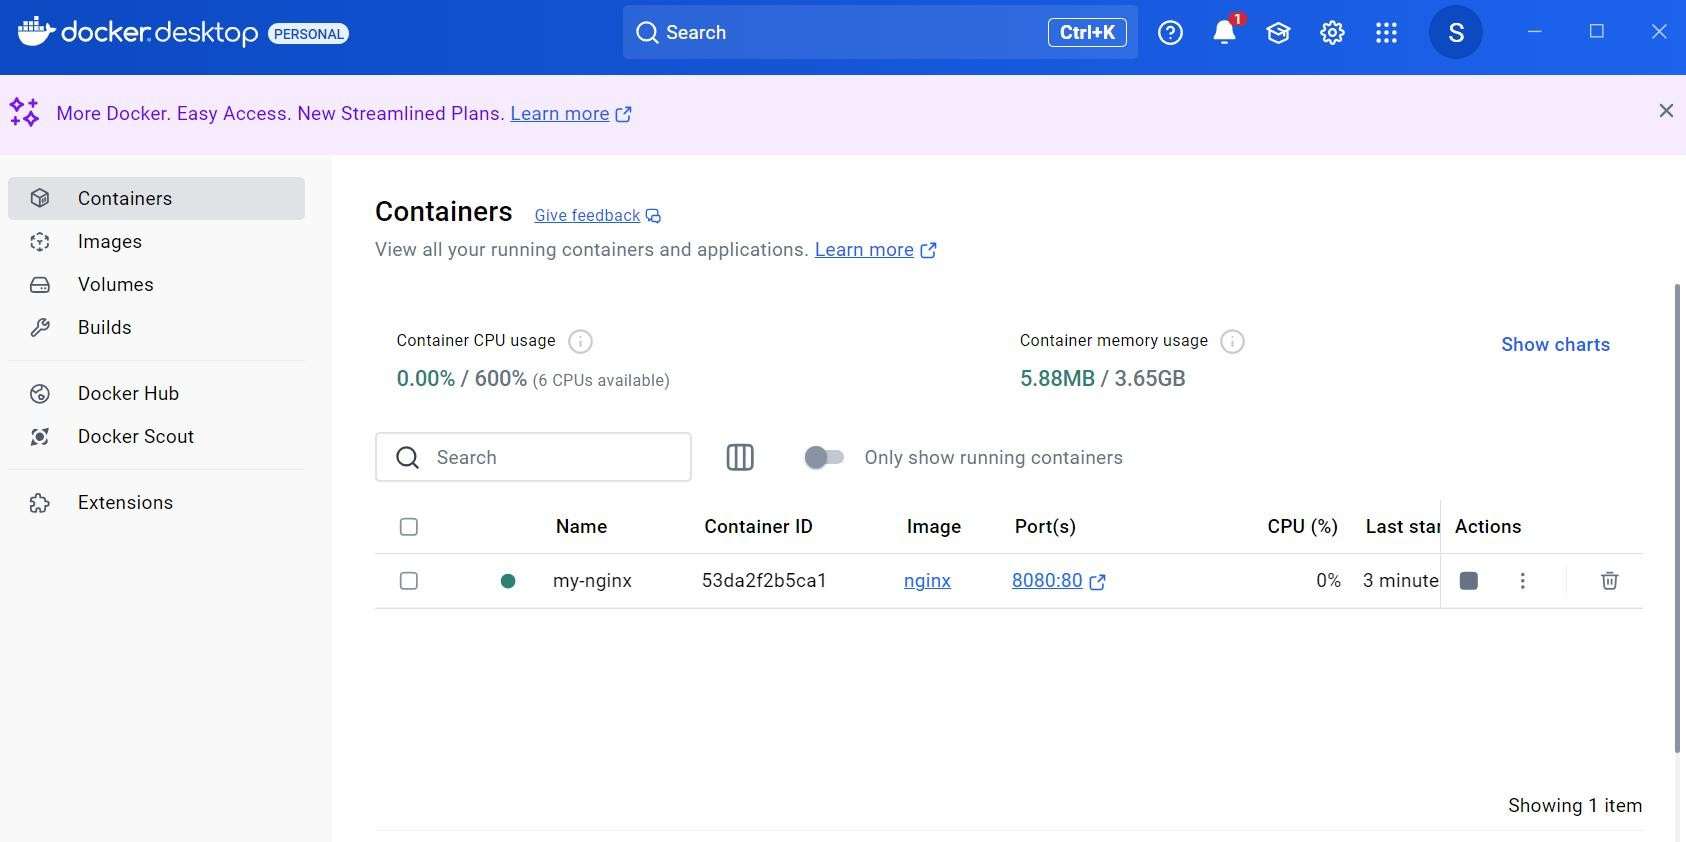 docker.desktop PERSONAL Search Ctrl+K 1 S
More Docker. Easy Access. New Streamlined Plans. Learn more
Containers
Images
Volumes
Builds
Docker Hub
Docker Scout
Extensions
Containers Give feedback
View all your running containers and applications. Learn more
Container CPU usage
0.00% / 600% (6 CPUs available)
Container memory usage
5.88MB / 3.65GB
Show charts
Search Only show running containers
Name Container ID Image Port(s) CPU (%) Last star Actions
my-nginx 53da2f2b5ca1 nginx 8080:80 0% 3 minute
Showing 1 item